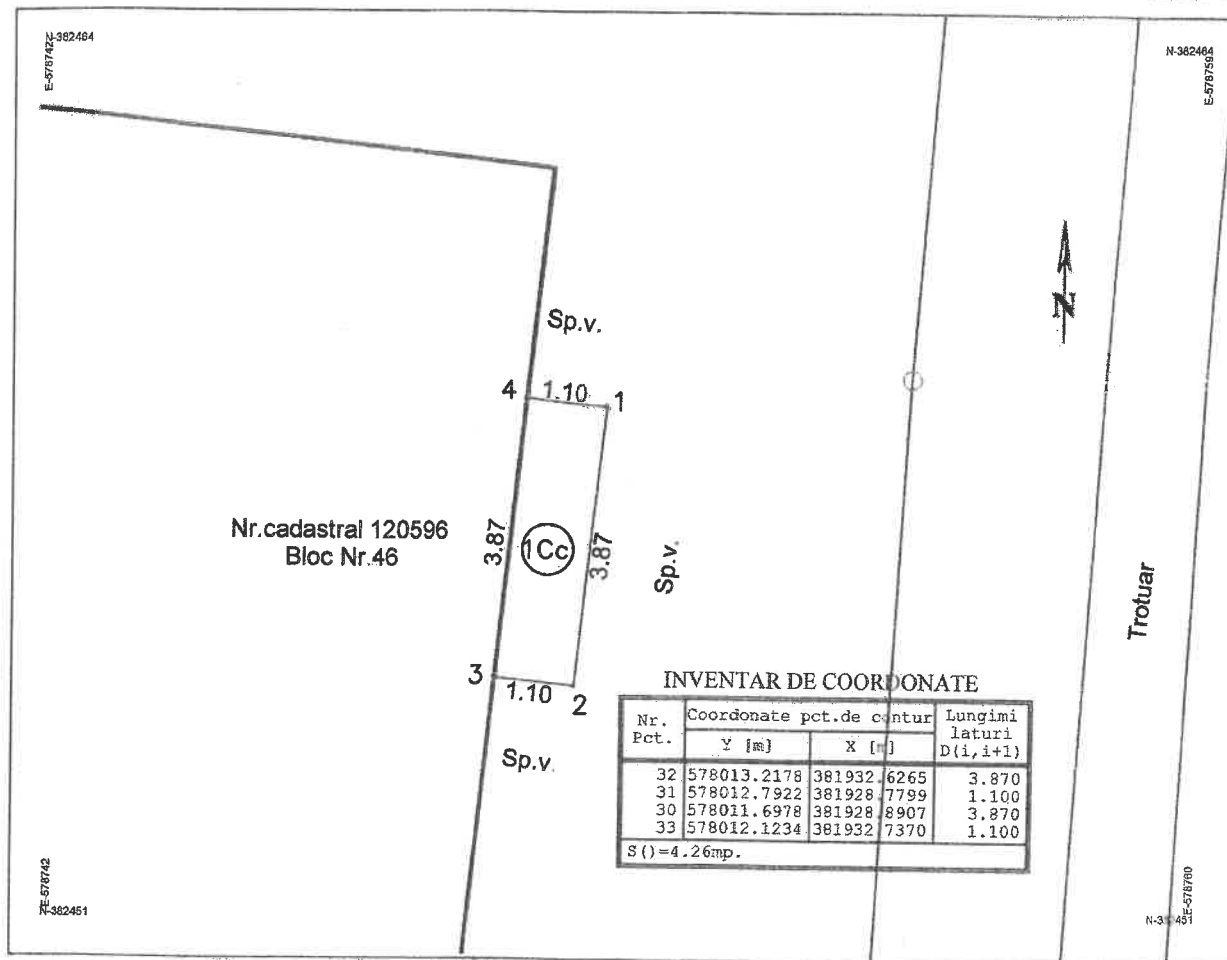 N-382464
E-578742
N-382464
E-578759
Sp.v.
4 1.10 1
N
Nr.cadastral 120596
Bloc Nr.46
3.87
1Cc
3.87
Sp.v.
Trotuar
3 1.10 2
Sp.v.
INVENTAR DE COORDONATE
Nr. Pct. Coordonate pct.de contur Lungimi laturi D(i,i+1)
Y [m] X [m]
32 578013.2178 381932.6265 3.870
31 578012.7922 381928.7799 1.100
30 578011.6978 381928.8907 3.870
33 578012.1234 381932.7370 1.100
S()=4.26mp.
E-578742
N-382451
E-578760